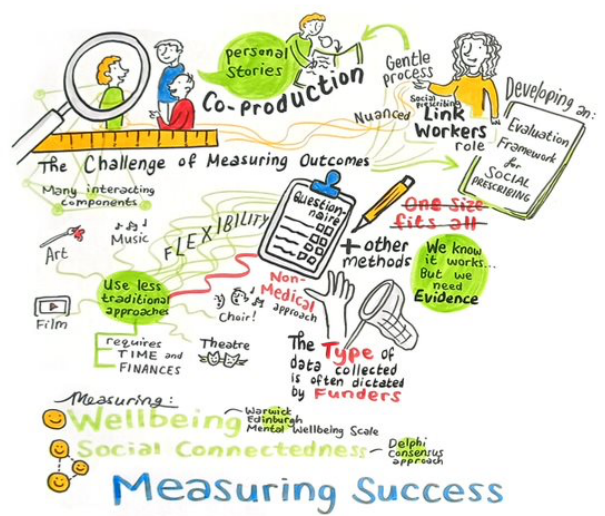 Personal
Stories
Co-Production
Gentle
process
Nuanced
Social
Prescribing
Link
Workers
role
Developing an:
Evaluation
Framework
for
SOCIAL
PRESCRIBING
The Challenge of Measuring Outcomes
Many interacting
components
Art
Music
FLEXIBILITY
QUESTION-
naire
One size
fits all
+ other
methods
We know
it works...
But we
need
Evidence
Use less
traditional
approaches
Non-
Medical
approach
Film
Choir!
requires
TIME and
FINANCES
Theatre
The Type of
data collected
is often dictated
by Funders
Measuring:
Wellbeing
Warwick
Edinburgh
Mental Wellbeing Scale
Social Connectedness
Delphi
Consensus
approach
Measuring Success